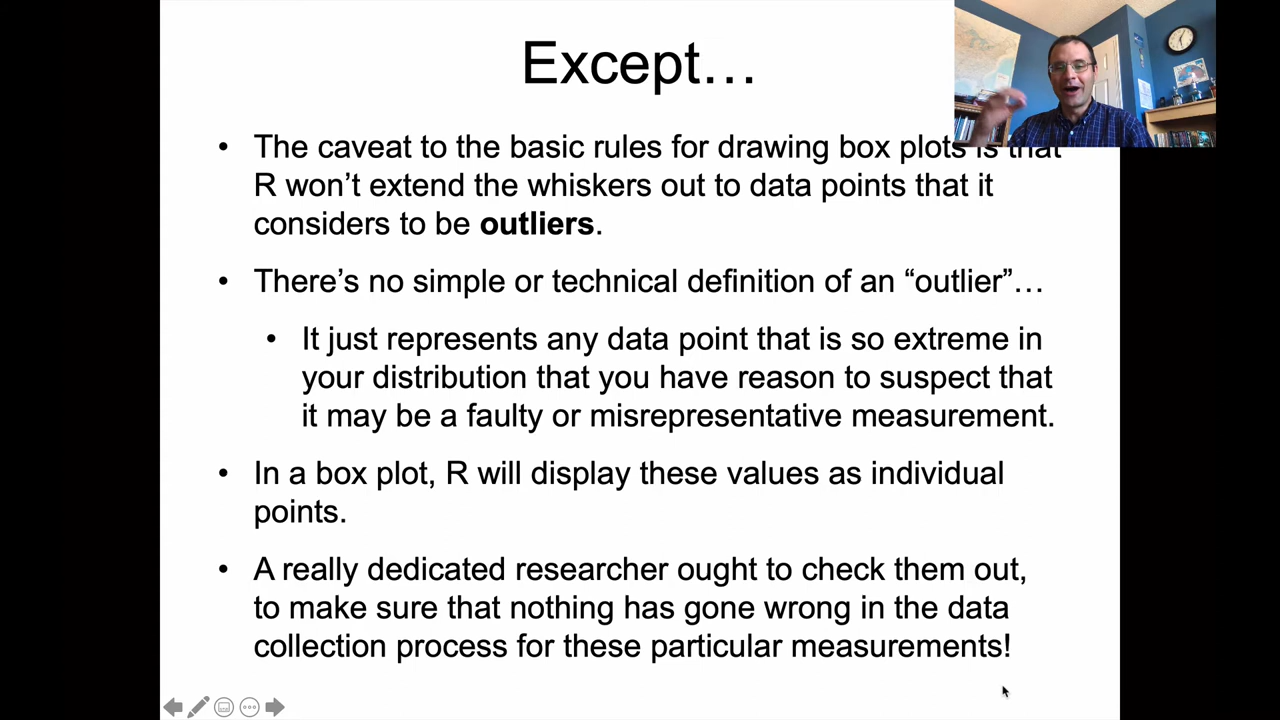 Except…
• The caveat to the basic rules for drawing box plots is that
R won’t extend the whiskers out to data points that it
considers to be outliers.
• There’s no simple or technical definition of an “outlier”…
• It just represents any data point that is so extreme in
your distribution that you have reason to suspect that
it may be a faulty or misrepresentative measurement.
• In a box plot, R will display these values as individual
points.
• A really dedicated researcher ought to check them out,
to make sure that nothing has gone wrong in the data
collection process for these particular measurements!